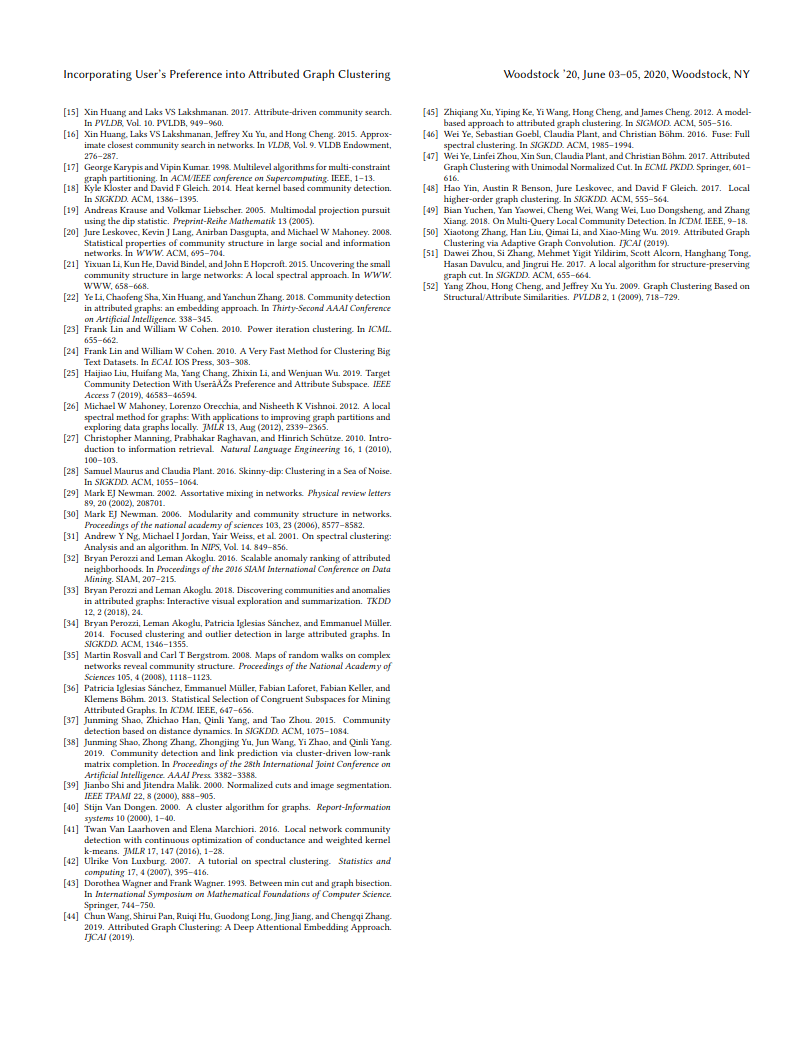 Incorporating User's Preference into Attributed Graph Clustering
Woodstock '20, June 03–05, 2020, Woodstock, NY
[15] Xin Huang and Laks VS Lakshmanan. 2017. Attribute-driven community search.
In PVLDB, Vol. 10. PVLDB, 949–960.
[16] Xin Huang, Laks VS Lakshmanan, Jeffrey Xu Yu, and Hong Cheng. 2015. Approx-
imate closest community search in networks. In VLDB, Vol. 9. VLDB Endowment,
276–287.
[17] George Karypis and Vipin Kumar. 1998. Multilevel algorithms for multi-constraint
graph partitioning. In ACM/IEEE conference on Supercomputing. IEEE, 1–13.
[18] Kyle Kloster and David F Gleich. 2014. Heat kernel based community detection.
In SIGKDD. ACM, 1386–1395.
[19] Andreas Krause and Volkmar Liebscher. 2005. Multimodal projection pursuit
using the dip statistic. Preprint-Reihe Mathematik 13 (2005).
[20] Jure Leskovec, Kevin J Lang, Anirban Dasgupta, and Michael W Mahoney. 2008.
Statistical properties of community structure in large social and information
networks. In WWW. ACM, 695–704.
[21] Yixuan Li, Kun He, David Bindel, and John E Hopcroft. 2015. Uncovering the small
community structure in large networks: A local spectral approach. In WWW.
WWW, 658–668.
[22] Ye Li, Chaofeng Sha, Xin Huang, and Yanchun Zhang. 2018. Community detection
in attributed graphs: an embedding approach. In Thirty-Second AAAI Conference
on Artificial Intelligence. 338–345.
[23] Frank Lin and William W Cohen. 2010. Power iteration clustering. In ICML.
655–662.
[24] Frank Lin and William W Cohen. 2010. A Very Fast Method for Clustering Big
Text Datasets. In ECAI. IOS Press, 303–308.
[25] Haijiao Liu, Huifang Ma, Yang Chang, Zhixin Li, and Wenjuan Wu. 2019. Target
Community Detection With UserâĂŹs Preference and Attribute Subspace. IEEE
Access 7 (2019), 46583–46594.
[26] Michael W Mahoney, Lorenzo Orecchia, and Nisheeth K Vishnoi. 2012. A local
spectral method for graphs: With applications to improving graph partitions and
exploring data graphs locally. JMLR 13, Aug (2012), 2339–2365.
[27] Christopher Manning, Prabhakar Raghavan, and Hinrich Schütze. 2010. Intro-
duction to information retrieval. Natural Language Engineering 16, 1 (2010),
100–103.
[28] Samuel Maurus and Claudia Plant. 2016. Skinny-dip: Clustering in a Sea of Noise.
In SIGKDD. ACM, 1055–1064.
[29] Mark EJ Newman. 2002. Assortative mixing in networks. Physical review letters
89, 20 (2002), 208701.
[30] Mark EJ Newman. 2006. Modularity and community structure in networks.
Proceedings of the national academy of sciences 103, 23 (2006), 8577–8582.
[31] Andrew Y Ng, Michael I Jordan, Yair Weiss, et al. 2001. On spectral clustering:
Analysis and an algorithm. In NIPS, Vol. 14. 849–856.
[32] Bryan Perozzi and Leman Akoglu. 2016. Scalable anomaly ranking of attributed
neighborhoods. In Proceedings of the 2016 SIAM International Conference on Data
Mining. SIAM, 207–215.
[33] Bryan Perozzi and Leman Akoglu. 2018. Discovering communities and anomalies
in attributed graphs: Interactive visual exploration and summarization. TKDD
12, 2 (2018), 24.
[34] Bryan Perozzi, Leman Akoglu, Patricia Iglesias Sánchez, and Emmanuel Müller.
2014. Focused clustering and outlier detection in large attributed graphs. In
SIGKDD. ACM, 1346–1355.
[35] Martin Rosvall and Carl T Bergstrom. 2008. Maps of random walks on complex
networks reveal community structure. Proceedings of the National Academy of
Sciences 105, 4 (2008), 1118–1123.
[36] Patricia Iglesias Sánchez, Emmanuel Müller, Fabian Laforet, Fabian Keller, and
Klemens Böhm. 2013. Statistical Selection of Congruent Subspaces for Mining
Attributed Graphs. In ICDM. IEEE, 647–656.
[37] Junming Shao, Zhichao Han, Qinli Yang, and Tao Zhou. 2015. Community
detection based on distance dynamics. In SIGKDD. ACM, 1075–1084.
[38] Junming Shao, Zhong Zhang, Zhongjing Yu, Jun Wang, Yi Zhao, and Qinli Yang.
2019. Community detection and link prediction via cluster-driven low-rank
matrix completion. In Proceedings of the 28th International Joint Conference on
Artificial Intelligence. AAAI Press. 3382–3388.
[39] Jianbo Shi and Jitendra Malik. 2000. Normalized cuts and image segmentation.
IEEE TPAMI 22, 8 (2000), 888–905.
[40] Stijn Van Dongen. 2000. A cluster algorithm for graphs. Report-Information
systems 10 (2000), 1–40.
[41] Twan Van Laarhoven and Elena Marchiori. 2016. Local network community
detection with continuous optimization of conductance and weighted kernel
k-means. JMLR 17, 147 (2016), 1–28.
[42] Ulrike Von Luxburg. 2007. A tutorial on spectral clustering. Statistics and
computing 17, 4 (2007), 395–416.
[43] Dorothea Wagner and Frank Wagner. 1993. Between min cut and graph bisection.
In International Symposium on Mathematical Foundations of Computer Science.
Springer, 744–750.
[44] Chun Wang, Shirui Pan, Ruiqi Hu, Guodong Long, Jing Jiang, and Chengqi Zhang.
2019. Attributed Graph Clustering: A Deep Attentional Embedding Approach.
IJCAI (2019).
[45] Zhiqiang Xu, Yiping Ke, Yi Wang, Hong Cheng, and James Cheng. 2012. A model-
based approach to attributed graph clustering. In SIGMOD. ACM, 505–516.
[46] Wei Ye, Sebastian Goebl, Claudia Plant, and Christian Böhm. 2016. Fuse: Full
spectral clustering. In SIGKDD. ACM, 1985–1994.
[47] Wei Ye, Linfei Zhou, Xin Sun, Claudia Plant, and Christian Böhm. 2017. Attributed
Graph Clustering with Unimodal Normalized Cut. In ECML PKDD. Springer, 601–
616.
[48] Hao Yin, Austin R Benson, Jure Leskovec, and David F Gleich. 2017. Local
higher-order graph clustering. In SIGKDD. ACM, 555–564.
[49] Bian Yuchen, Yan Yaowei, Cheng Wei, Wang Wei, Luo Dongsheng, and Zhang
Xiang. 2018. On Multi-Query Local Community Detection. In ICDM. IEEE, 9–18.
[50] Xiaotong Zhang, Han Liu, Qimai Li, and Xiao-Ming Wu. 2019. Attributed Graph
Clustering via Adaptive Graph Convolution. IJCAI (2019).
[51] Dawei Zhou, Si Zhang, Mehmet Yigit Yildirim, Scott Alcorn, Hanghang Tong,
Hasan Davulcu, and Jingrui He. 2017. A local algorithm for structure-preserving
graph cut. In SIGKDD. ACM, 655–664.
[52] Yang Zhou, Hong Cheng, and Jeffrey Xu Yu. 2009. Graph Clustering Based on
Structural/Attribute Similarities. PVLDB 2, 1 (2009), 718–729.